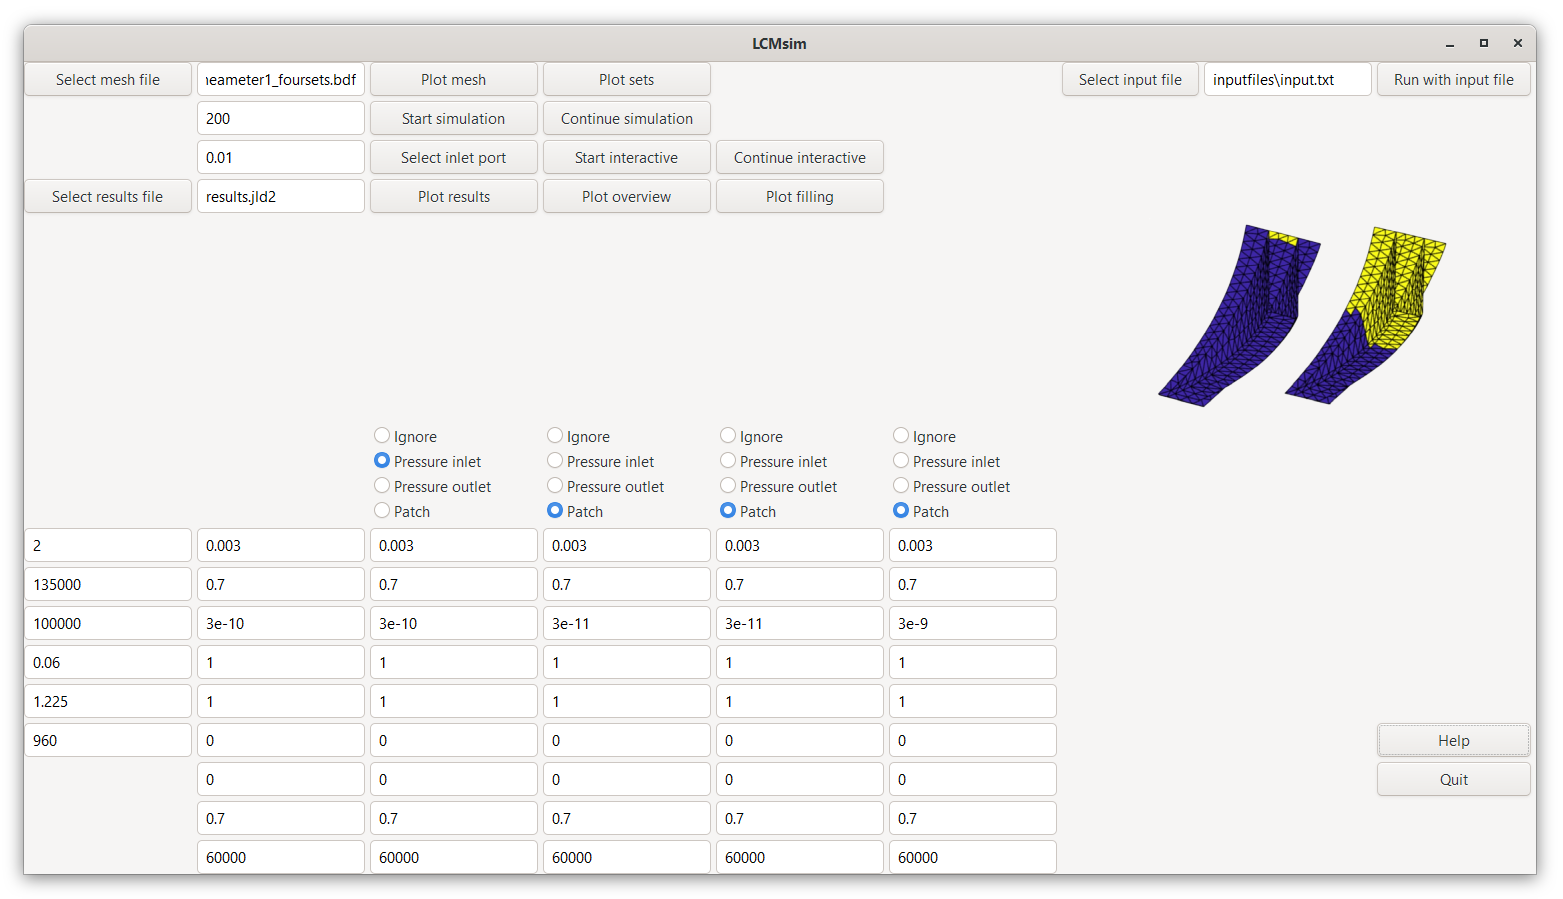 LCMsim
Select mesh file neameter1_foursets.bdf Plot mesh Plot sets Select input file inputfiles\input.txt Run with input file
200 Start simulation Continue simulation
0.01 Select inlet port Start interactive Continue interactive
Select results file results.jld2 Plot results Plot overview Plot filling
Ignore Ignore Ignore Ignore
Pressure inlet Pressure inlet Pressure inlet Pressure inlet
Pressure outlet Pressure outlet Pressure outlet Pressure outlet
Patch Patch Patch Patch
2 0.003 0.003 0.003 0.003 0.003
135000 0.7 0.7 0.7 0.7 0.7
100000 3e-10 3e-10 3e-11 3e-11 3e-9
0.06 1 1 1 1 1
1.225 1 1 1 1 1
960 0 0 0 0 0 Help
0 0 0 0 0 Quit
0.7 0.7 0.7 0.7 0.7
60000 60000 60000 60000 60000